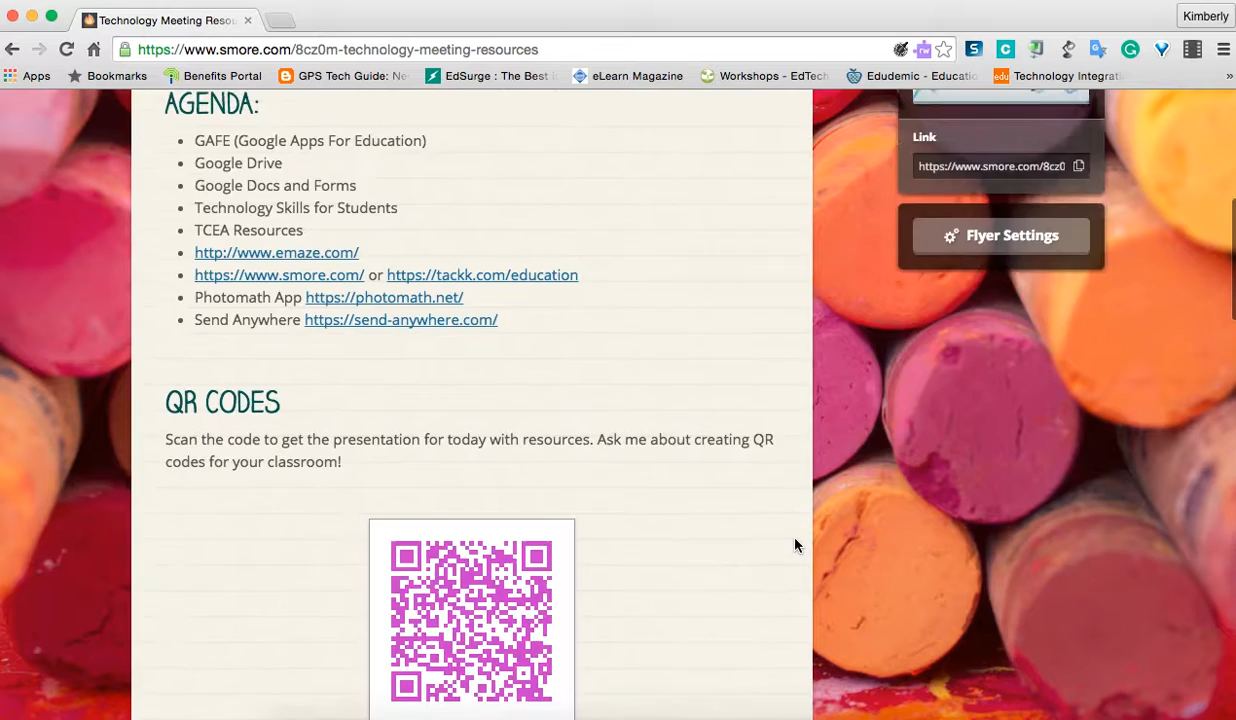 Technology Meeting Resou
Kimberly
https://www.smore.com/8cz0m-technology-meeting-resources
Apps
Bookmarks
Benefits Portal
GPS Tech Guide: Ne
EdSurge : The Best i
eLearn Magazine
Workshops - EdTech
Edudemic - Educatio
edu
Technology Integrati
»
AGENDA:
• GAFE (Google Apps For Education)
• Google Drive
• Google Docs and Forms
• Technology Skills for Students
• TCEA Resources
• http://www.emaze.com/
• https://www.smore.com/ or https://tackk.com/education
• Photomath App https://photomath.net/
• Send Anywhere https://send-anywhere.com/
QR CODES
Scan the code to get the presentation for today with resources. Ask me about creating QR
codes for your classroom!
Link
https://www.smore.com/8cz0
Flyer Settings